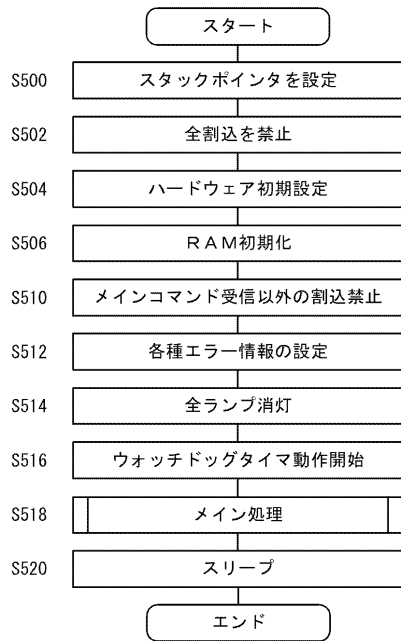 スタート
S500 スタックポインタを設定
S502 全割込を禁止
S504 ハードウェア初期設定
S506 ＲＡＭ初期化
S510 メインコマンド受信以外の割込禁止
S512 各種エラー情報の設定
S514 全ランプ消灯
S516 ウォッチドッグタイマ動作開始
S518 メイン処理
S520 スリープ
エンド